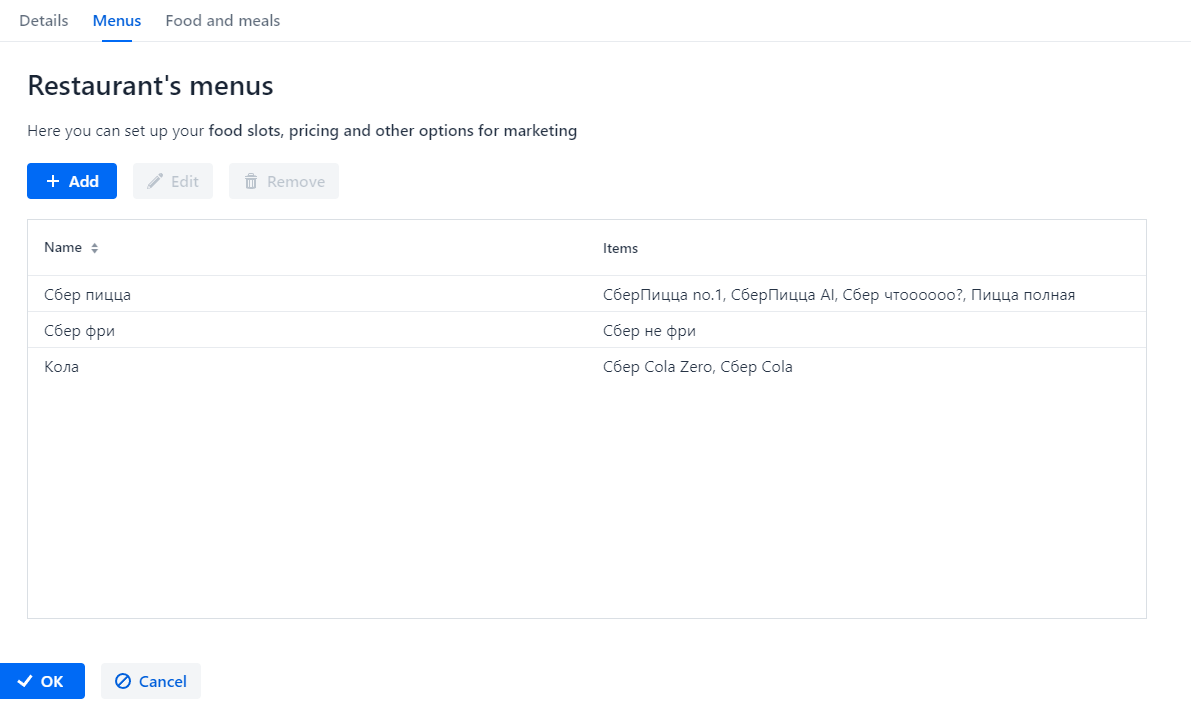 Details Menus Food and meals
Restaurant's menus
Here you can set up your food slots, pricing and other options for marketing
Add Edit Remove
Name Items
Сбер пицца СберПицца no.1, СберПицца AI, Сбер чтоооооо?, Пицца полная
Сбер фри Сбер не фри
Кола Сбер Cola Zero, Сбер Cola
OK Cancel